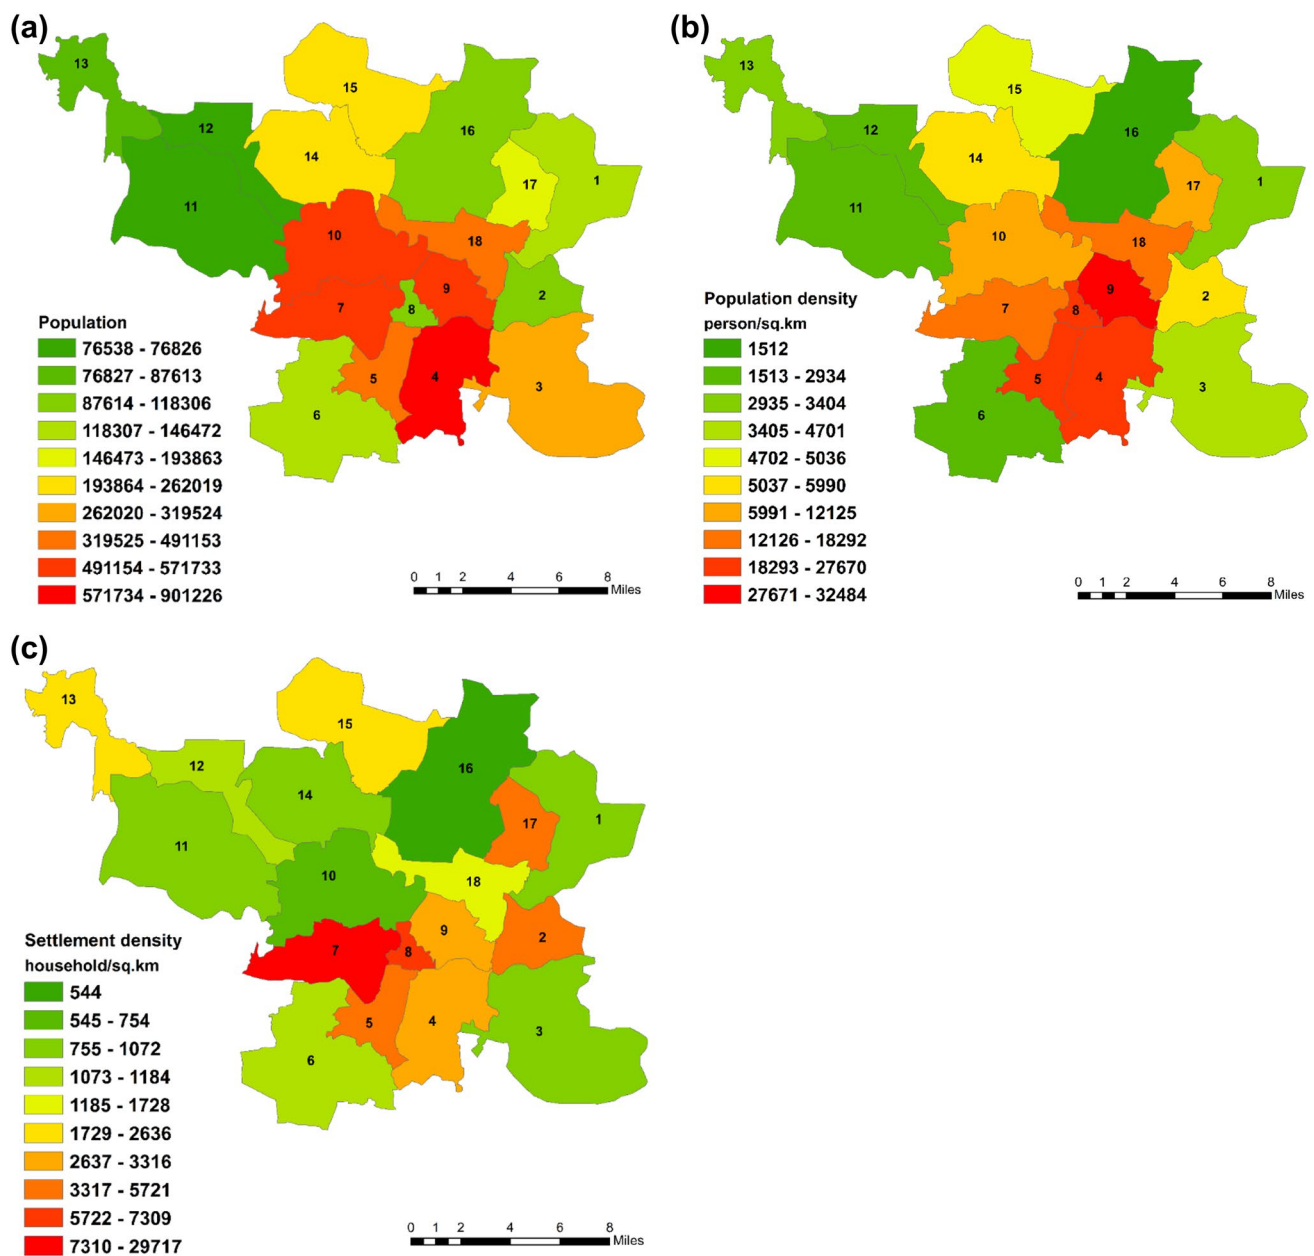 (a)
13
15
12
16
14
11
17
1
10
18
9
2
7
8
5
4
3
6
Population
76538 - 76826
76827 - 87613
87614 - 118306
118307 - 146472
146473 - 193863
193864 - 262019
262020 - 319524
319525 - 491153
491154 - 571733
571734 - 901226
0 1 2 4 6 8
Miles
(b)
13
15
12
16
14
11
17
1
10
18
9
2
7
8
5
4
3
6
Population density
person/sq.km
1512
1513 - 2934
2935 - 3404
3405 - 4701
4702 - 5036
5037 - 5990
5991 - 12125
12126 - 18292
18293 - 27670
27671 - 32484
0 1 2 4 6 8
Miles
(c)
13
15
12
16
14
11
17
1
10
18
9
2
7
8
5
4
3
6
Settlement density
household/sq.km
544
545 - 754
755 - 1072
1073 - 1184
1185 - 1728
1729 - 2636
2637 - 3316
3317 - 5721
5722 - 7309
7310 - 29717
0 1 2 4 6 8
Miles